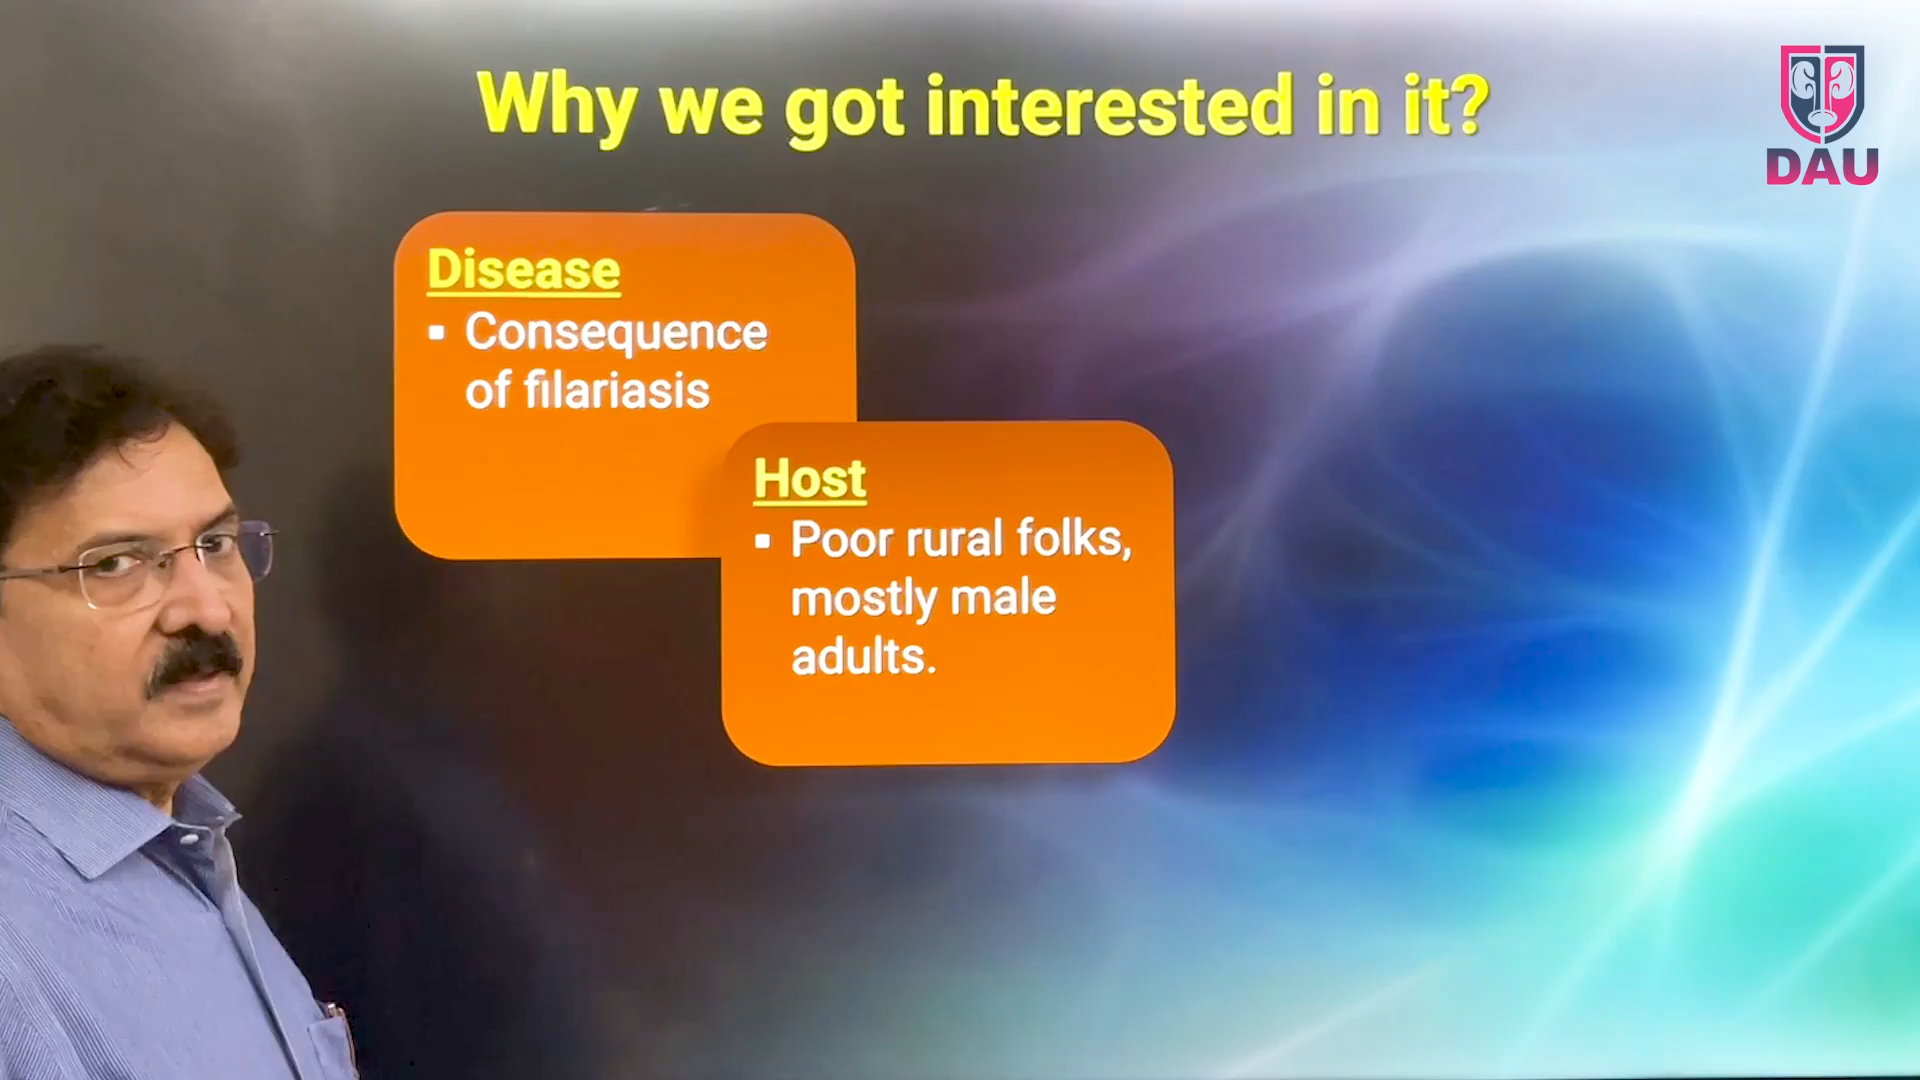 Why we got interested in it?
DAU
Disease
▪ Consequence
of filariasis
Host
▪ Poor rural folks,
mostly male
adults.